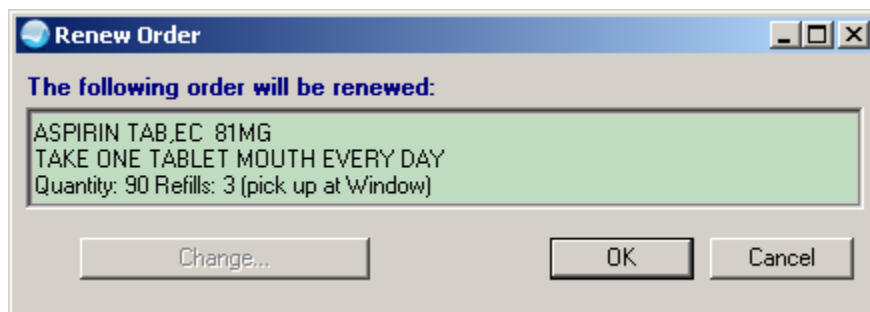 Renew Order
The following order will be renewed:
ASPIRIN TAB,EC  81MG
TAKE ONE TABLET MOUTH EVERY DAY
Quantity: 90 Refills: 3 (pick up at Window)
Change...
OK
Cancel